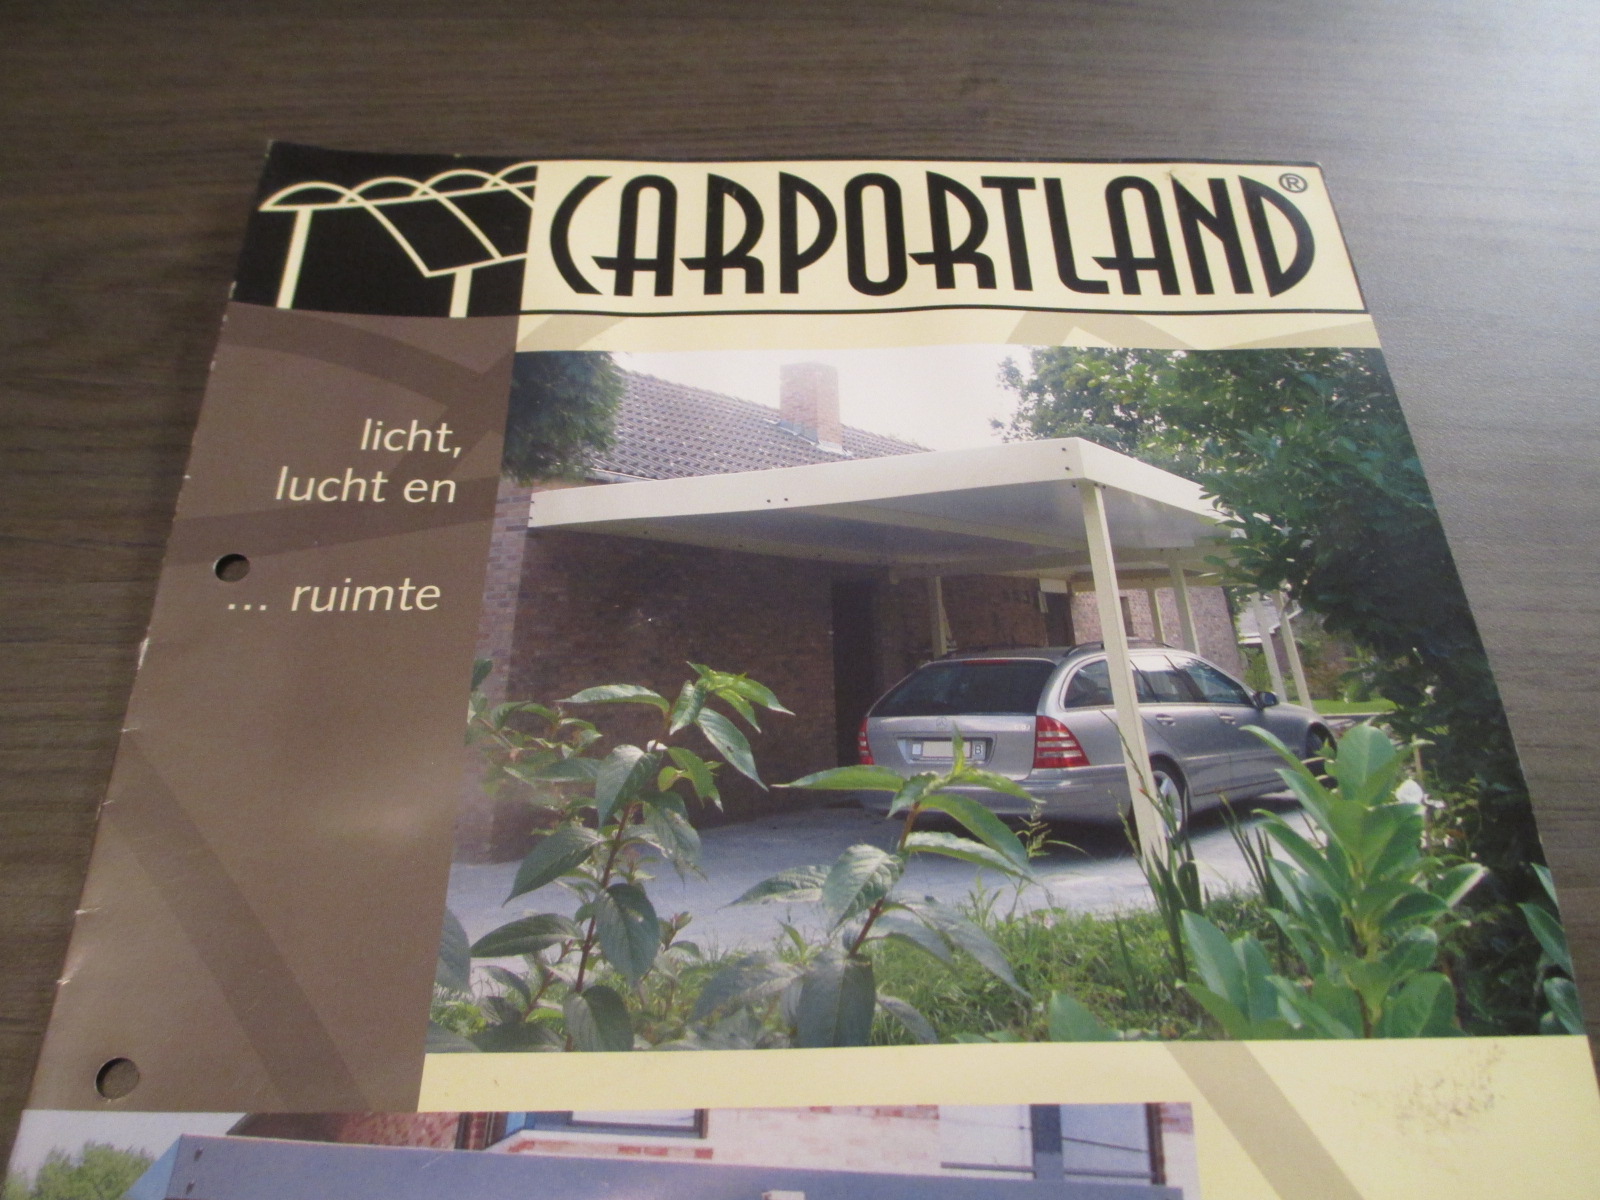 CARPORTLAND®
licht,
lucht en
... ruimte